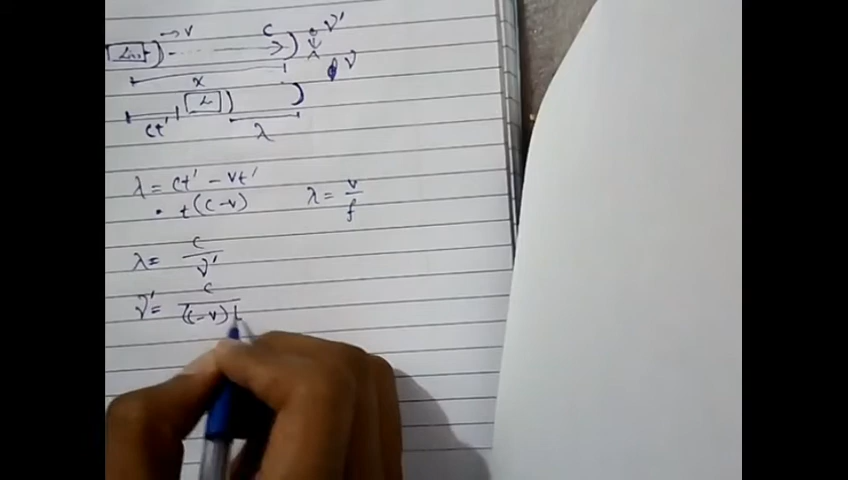 → v c ν'
ν
x
L
ct' λ
λ = ct' - vt'
t(c-v) λ = v/f
λ = c/ν'
ν' = c/(c-v)t